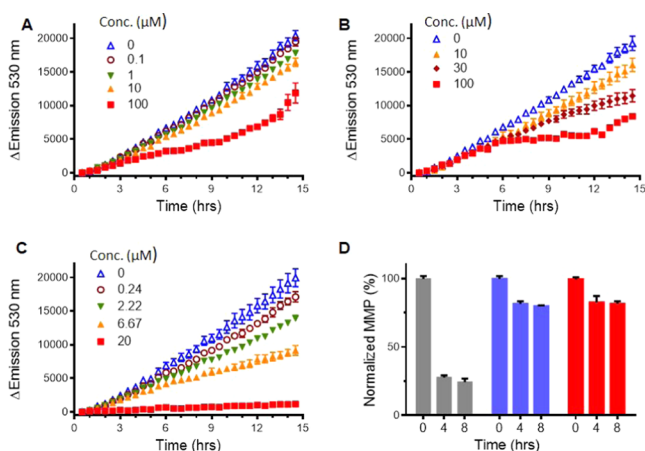 A
Conc. (µM)
0
0.1
1
10
100
Δ Emission 530 nm
20000
15000
10000
5000
0
0 3 6 9 12 15
Time (hrs)
B
Conc. (µM)
0
10
30
100
Δ Emission 530 nm
20000
15000
10000
5000
0
0 3 6 9 12 15
Time (hrs)
C
Conc. (µM)
0
0.24
2.22
6.67
20
Δ Emission 530 nm
20000
15000
10000
5000
0
0 3 6 9 12 15
Time (hrs)
D
Normalized MMP (%)
100
50
0
0 4 8 0 4 8 0 4 8
Time (hrs)